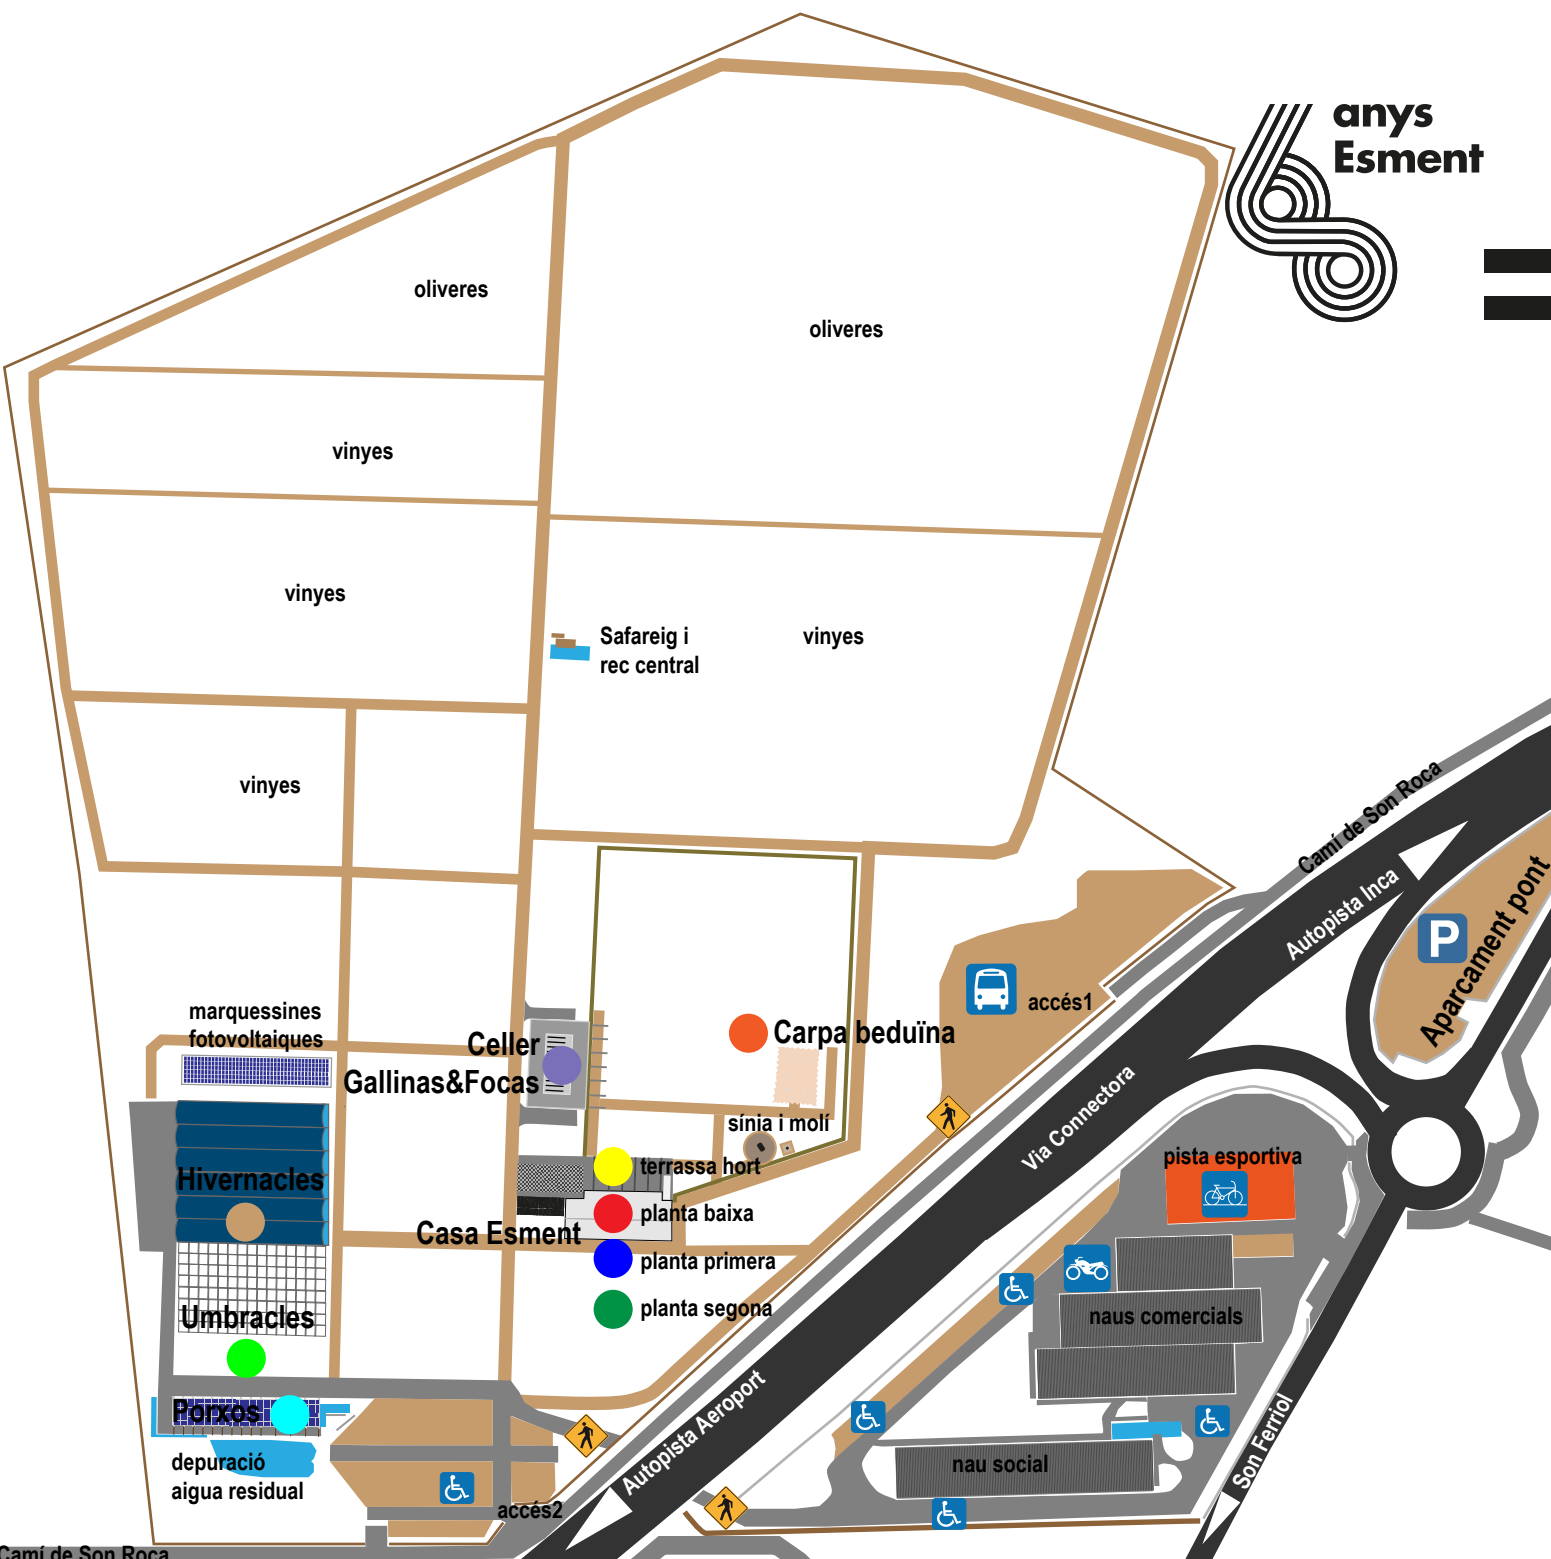 anys
Esment
oliveres
oliveres
vinyes
vinyes
Safareig i
rec central
vinyes
vinyes
Camí de Son Roca
Autopista Inca
Aparcament pont
P
marquessines
fotovoltaiques
Celler
Gallinas&Focas
Carpa beduïna
accés1
Via Connectora
sínia i molí
terrassa hort
pista esportiva
Hivernacles
planta baixa
Casa Esment
planta primera
planta segona
Umbracles
naus comercials
Porxos
Autopista Aeroport
Son Ferriol
depuració
aigua residual
nau social
accés2
Camí de Son Roca